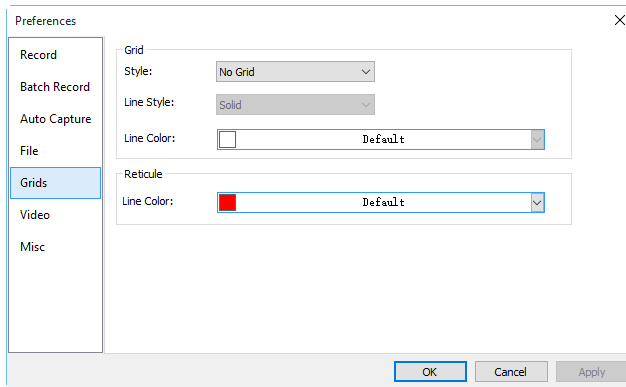 Preferences
Record
Batch Record
Auto Capture
File
Grids
Video
Misc
Grid
Style: No Grid
Line Style: Solid
Line Color: Default
Reticule
Line Color: Default
OK Cancel Apply